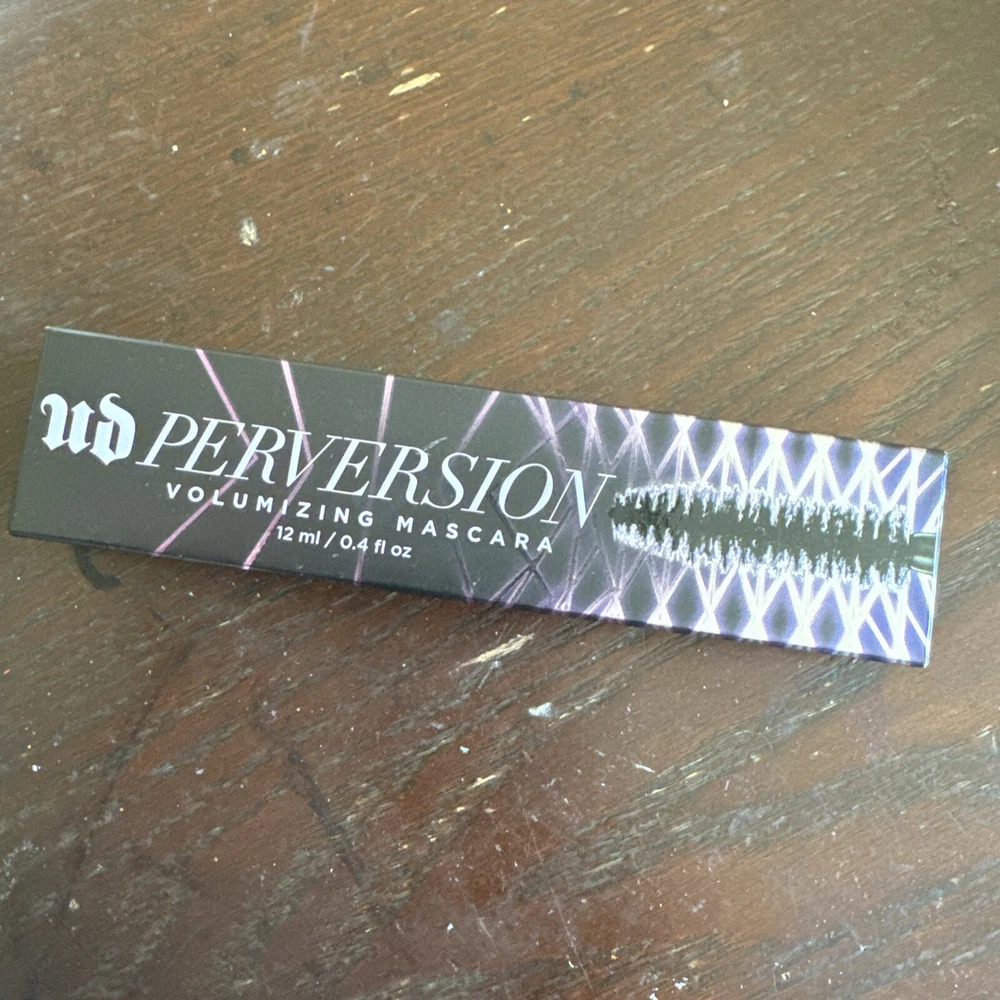 ud PERVERSION
VOLUMIZING MASCARA
12 ml / 0.4 fl oz